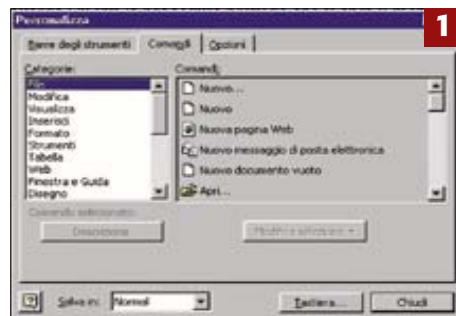 Personalizza
1
Barre degli strumenti Comandi Opzioni
Categorie: Comandi:
File
Modifica
Visualizza
Inserisci
Formato
Strumenti
Tabella
Web
Finestra e Guida
Disegno
Nuovo...
Nuovo
Nuova pagina Web
Nuovo messaggio di posta elettronica
Nuovo documento vuoto
Apri...
Comando selezionato:
Descrizione Modifica selezione
Salva in: Normal Tastiera... Chiudi